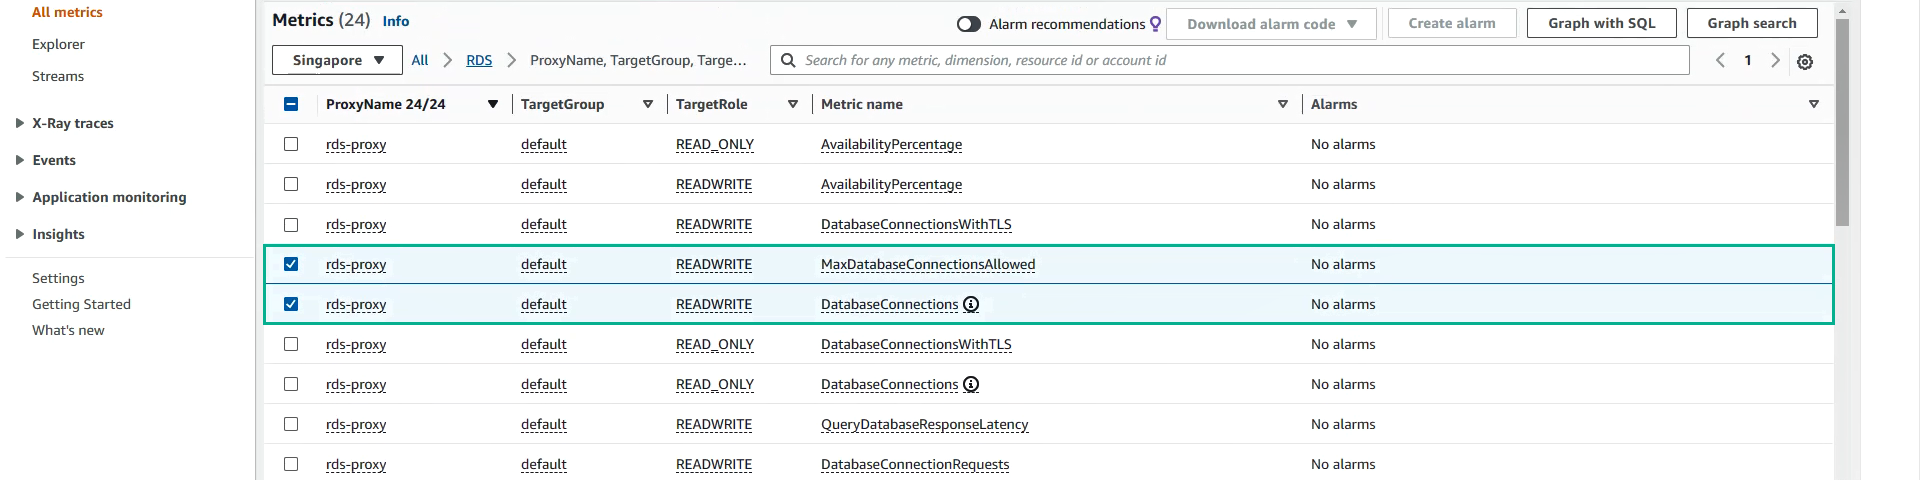 All metrics
Explorer
Streams
X-Ray traces
Events
Application monitoring
Insights
Settings
Getting Started
What's new
Metrics (24) Info
Alarm recommendations Download alarm code Create alarm Graph with SQL Graph search
Singapore All RDS ProxyName, TargetGroup, Targe... Search for any metric, dimension, resource id or account id 1
ProxyName 24/24 TargetGroup TargetRole Metric name Alarms
rds-proxy default READ_ONLY AvailabilityPercentage No alarms
rds-proxy default READWRITE AvailabilityPercentage No alarms
rds-proxy default READWRITE DatabaseConnectionsWithTLS No alarms
rds-proxy default READWRITE MaxDatabaseConnectionsAllowed No alarms
rds-proxy default READWRITE DatabaseConnections No alarms
rds-proxy default READ_ONLY DatabaseConnectionsWithTLS No alarms
rds-proxy default READ_ONLY DatabaseConnections No alarms
rds-proxy default READWRITE QueryDatabaseResponseLatency No alarms
rds-proxy default READWRITE DatabaseConnectionRequests No alarms